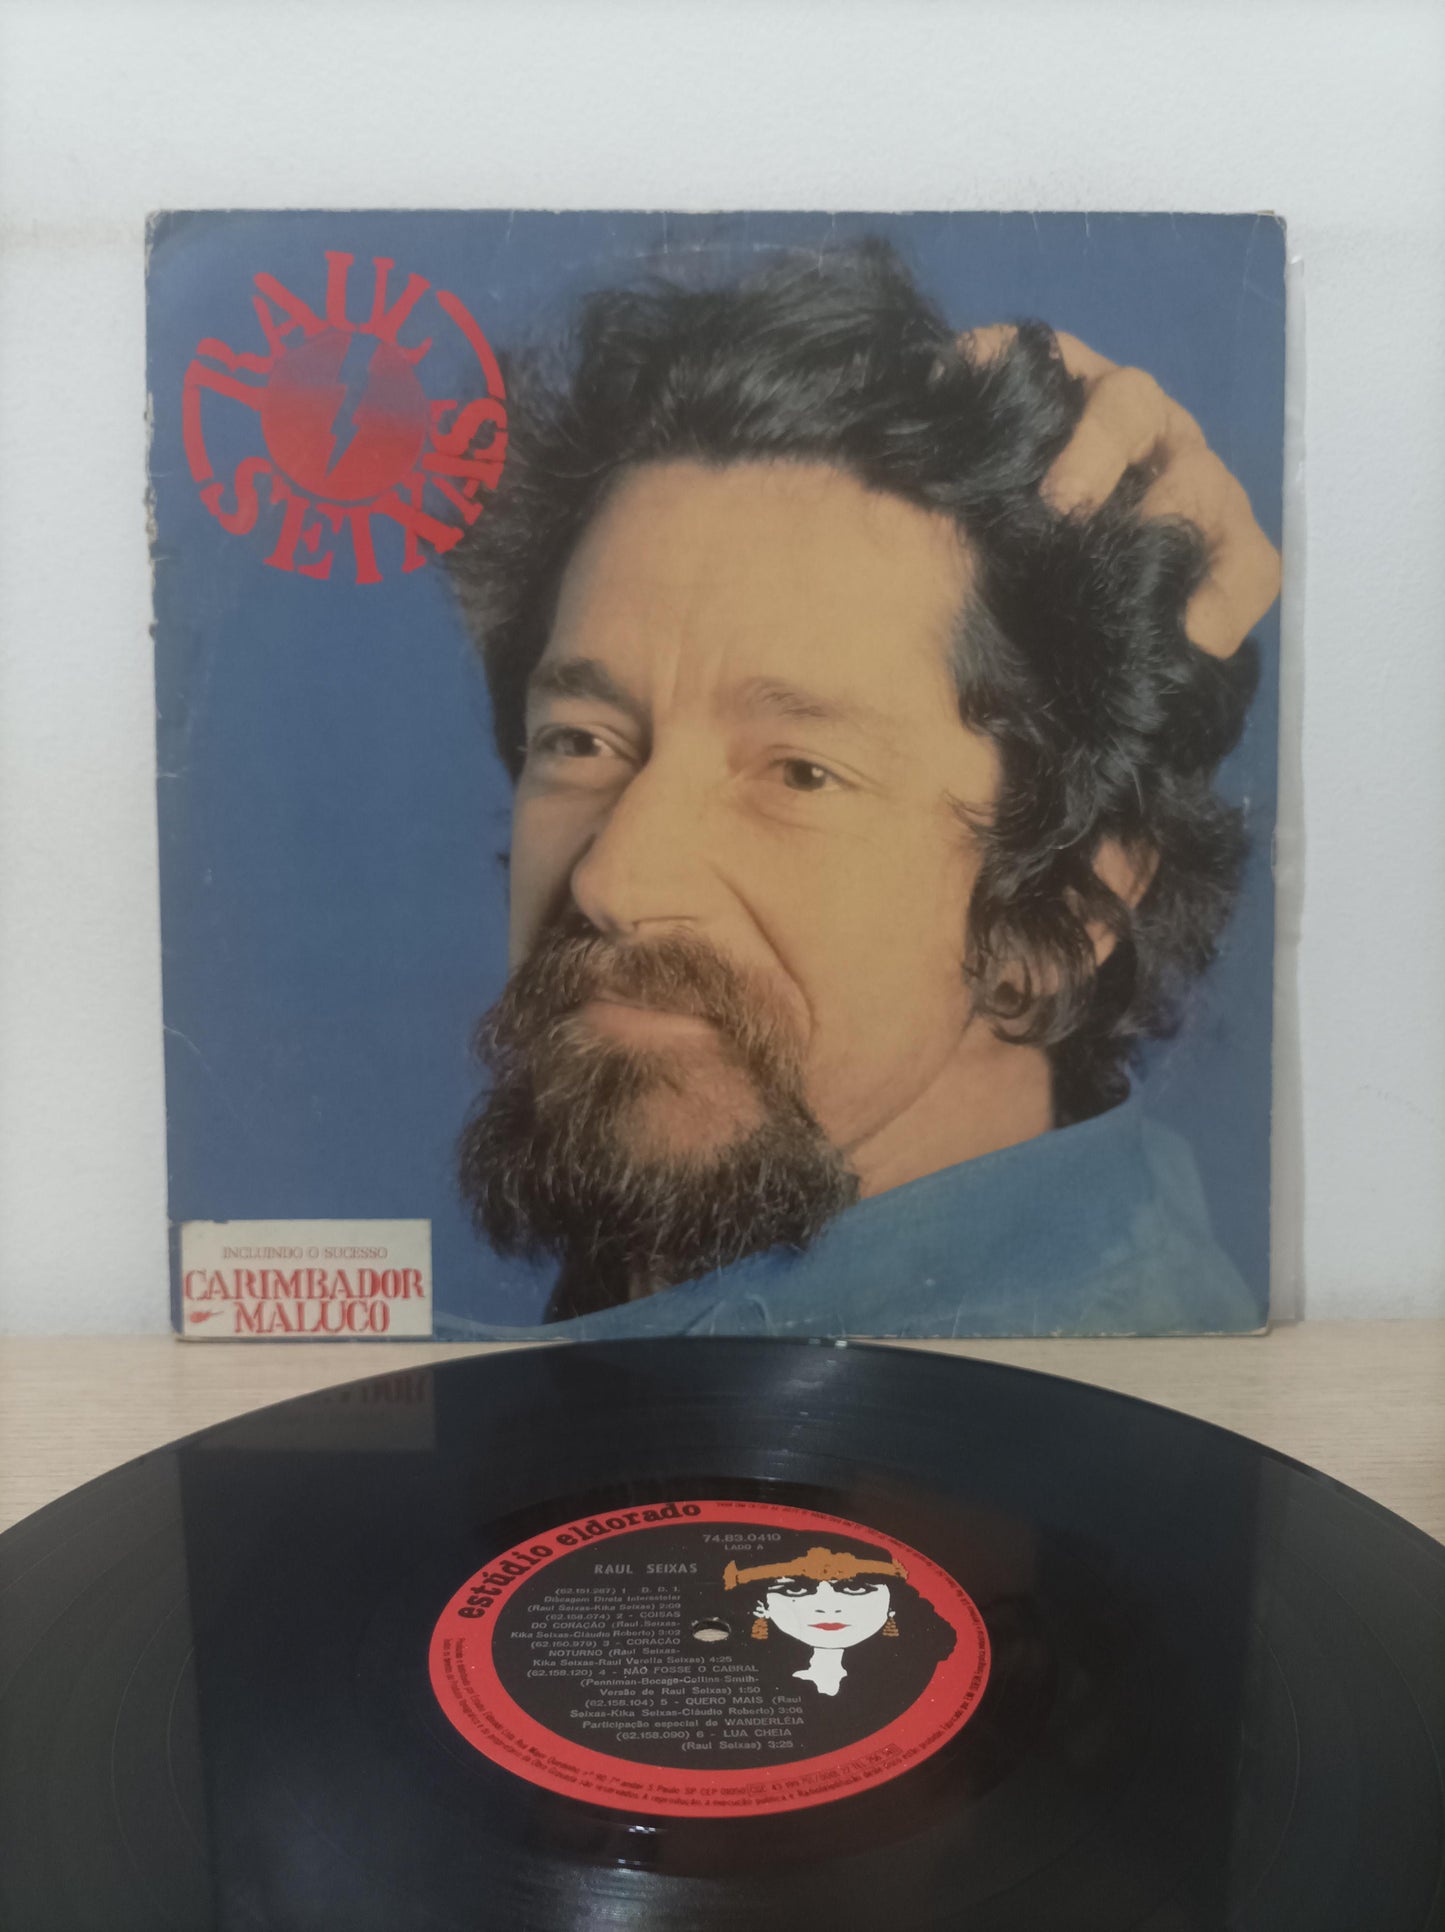 RAUL
SEIXAS
INCLUINDO O SUCESSO
CARIMBADOR
MALUCO
estúdio eldorado
74.83.0410
LADO A
RAUL SEIXAS
(62.151.267) 1 D. D. I.
Discagem Direta Interestelar
(Raul Seixas-Kika Seixas) 2:09
(62.158.074) 2 - COISAS
DO CORAÇÃO (Raul Seixas-
Kika Seixas-Cláudio Roberto) 3:02
(62.160.979) 3 - CORAÇÃO
NOTURNO (Raul Seixas-
Kika Seixas-Raul Varella Seixas) 4:25
(62.158.120) 4 - NÃO FOSSE O CABRAL
(Penniman-Bocage-Collins-Smith-
Versão de Raul Seixas) 1:50
(62.158.104) 5 - QUERO MAIS (Raul
Seixas-Kika Seixas-Cláudio Roberto) 3:06
Participação especial de WANDERLÉIA
(62.158.090) 6 - LUA CHEIA
(Raul Seixas) 3:25